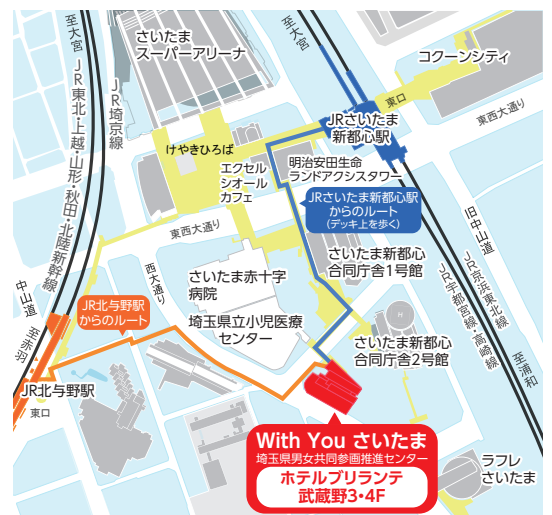 至大宮
さいたま
スーパーアリーナ
至大宮
コクーンシティ
JR東北・上越・山形・秋田・北陸新幹線
JR埼京線
東口
JRさいたま
新都心駅
東西大通り
けやきひろば
エクセル
シオール
カフェ
明治安田生命
ランドアクシスタワー
JRさいたま新都心駅
からのルート
(デッキ上を歩く)
東西大通り
旧中山道
さいたま新都心
合同庁舎1号館
西大通り
さいたま赤十字
病院
中山道
JR京浜東北線
JR宇都宮線・高崎線
JR北与野駅
からのルート
至赤羽
埼玉県立小児医療
センター
H
さいたま新都心
合同庁舎2号館
至浦和
JR北与野駅
東口
With You さいたま
埼玉県男女共同参画推進センター
ホテルブリランテ
武蔵野3・4F
ラフレ
さいたま